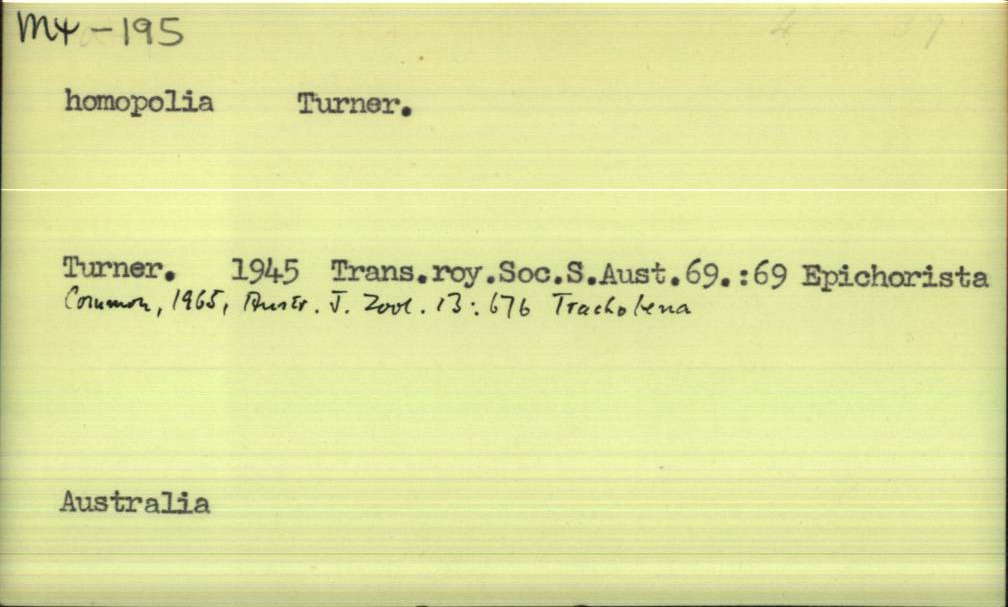 M4-195
homopolia Turner.
Turner. 1945 Trans.roy.Soc.S.Aust.69.:69 Epichorista
Common, 1965, Austr. J. Zool. 13: 676 Tracholena
Australia